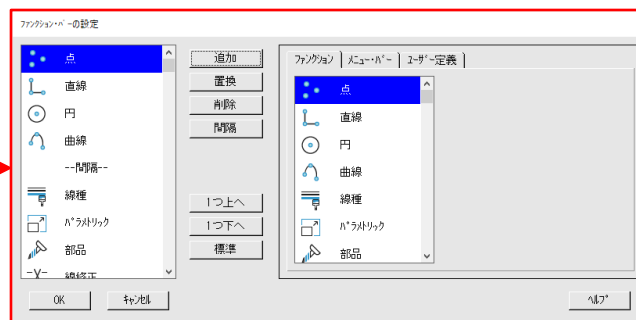 ﾌｧﾝｸｼｮﾝ･ﾊﾞｰの設定
点
直線
円
曲線
--間隔--
線種
ﾊﾟﾗﾒﾄﾘｯｸ
部品
線修正
追加
置換
削除
間隔
1つ上へ
1つ下へ
標準
ﾌｧﾝｸｼｮﾝ
ﾒﾆｭｰ･ﾊﾞｰ
ﾕｰｻﾞｰ定義
点
直線
円
曲線
線種
ﾊﾟﾗﾒﾄﾘｯｸ
部品
OK
ｷｬﾝｾﾙ
ﾍﾙﾌﾟ